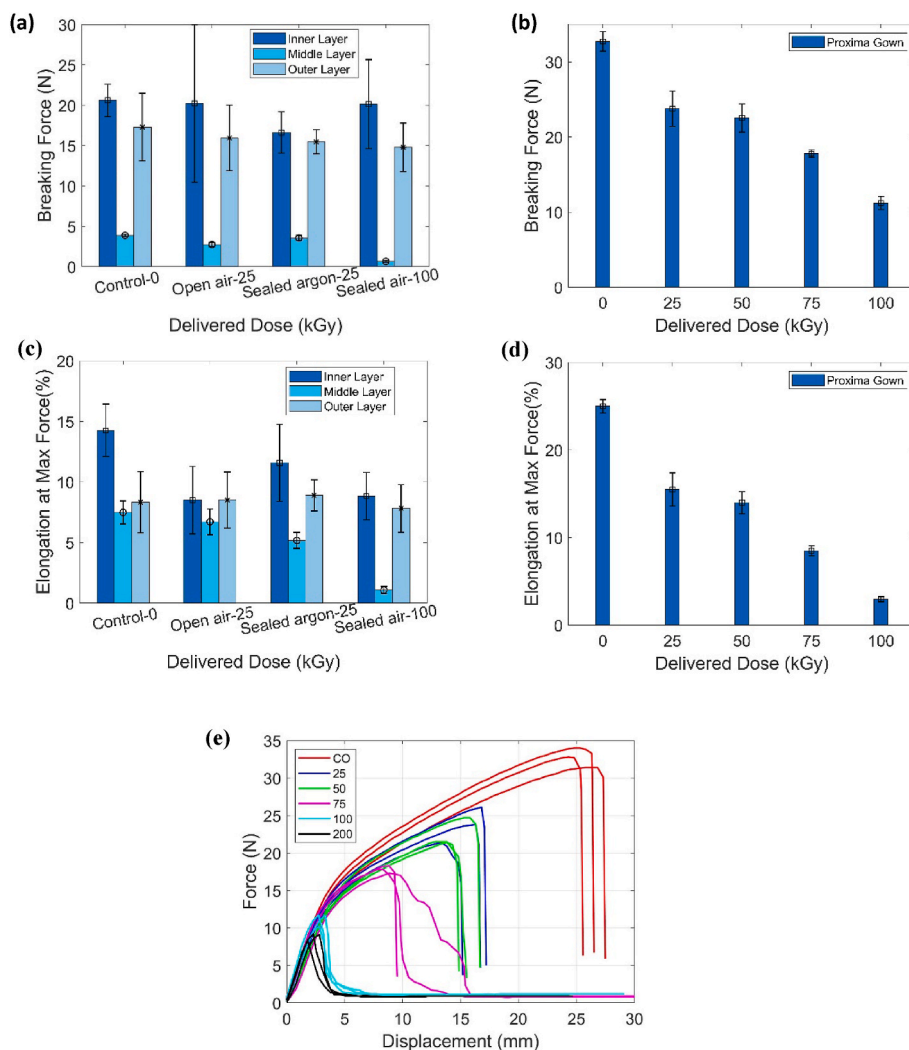 (a)
30
25
20
15
10
5
0
Breaking Force (N)
Inner Layer
Middle Layer
Outer Layer
Control-0
Open air-25
Sealed argon-25
Sealed air-100
Delivered Dose (kGy)
(b)
30
20
10
0
Breaking Force (N)
Proxima Gown
0 25 50 75 100
Delivered Dose (kGy)
(c)
20
15
10
5
0
Elongation at Max Force(%)
Inner Layer
Middle Layer
Outer Layer
Control-0
Open air-25
Sealed argon-25
Sealed air-100
Delivered Dose (kGy)
(d)
30
20
10
0
Elongation at Max Force(%)
Proxima Gown
0 25 50 75 100
Delivered Dose (kGy)
(e)
35
30
25
20
15
10
5
0
Force (N)
CO
25
50
75
100
200
0 5 10 15 20 25 30
Displacement (mm)